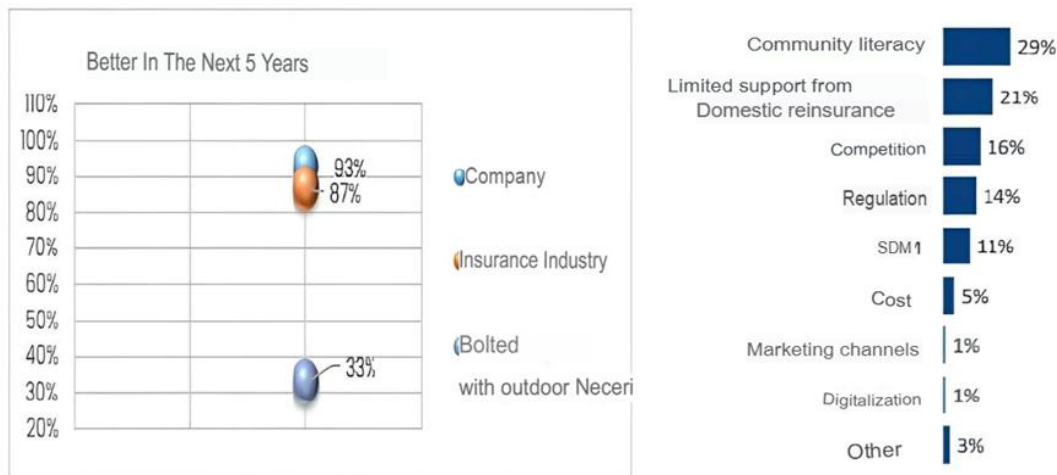 Better In The Next 5 Years
110%
100%
90%
80%
70%
60%
50%
40%
30%
20%
93%
87%
33%
Company
Insurance Industry
Bolted
with outdoor Neceri
Community literacy 29%
Limited support from
Domestic reinsurance 21%
Competition 16%
Regulation 14%
SDM1 11%
Cost 5%
Marketing channels 1%
Digitalization 1%
Other 3%